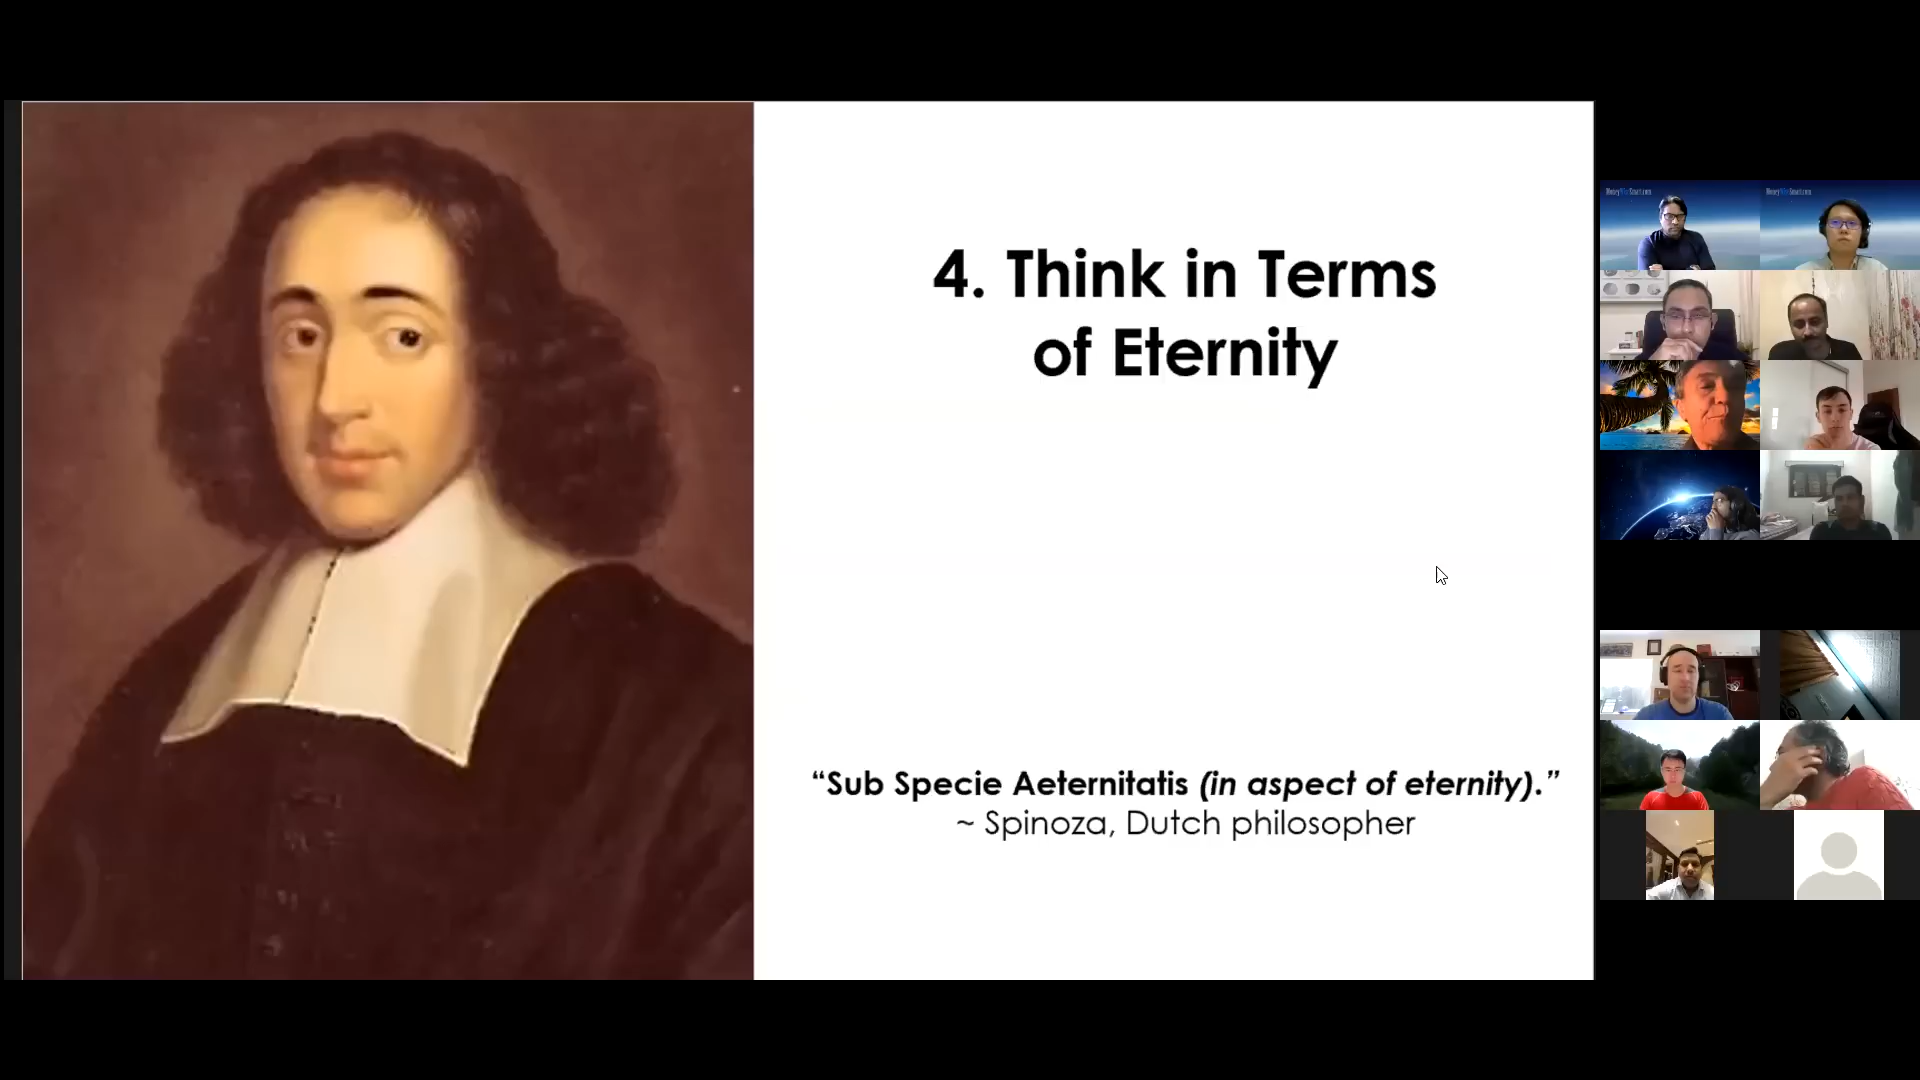 4. Think in Terms
of Eternity
“Sub Specie Aeternitatis (in aspect of eternity).”
~ Spinoza, Dutch philosopher